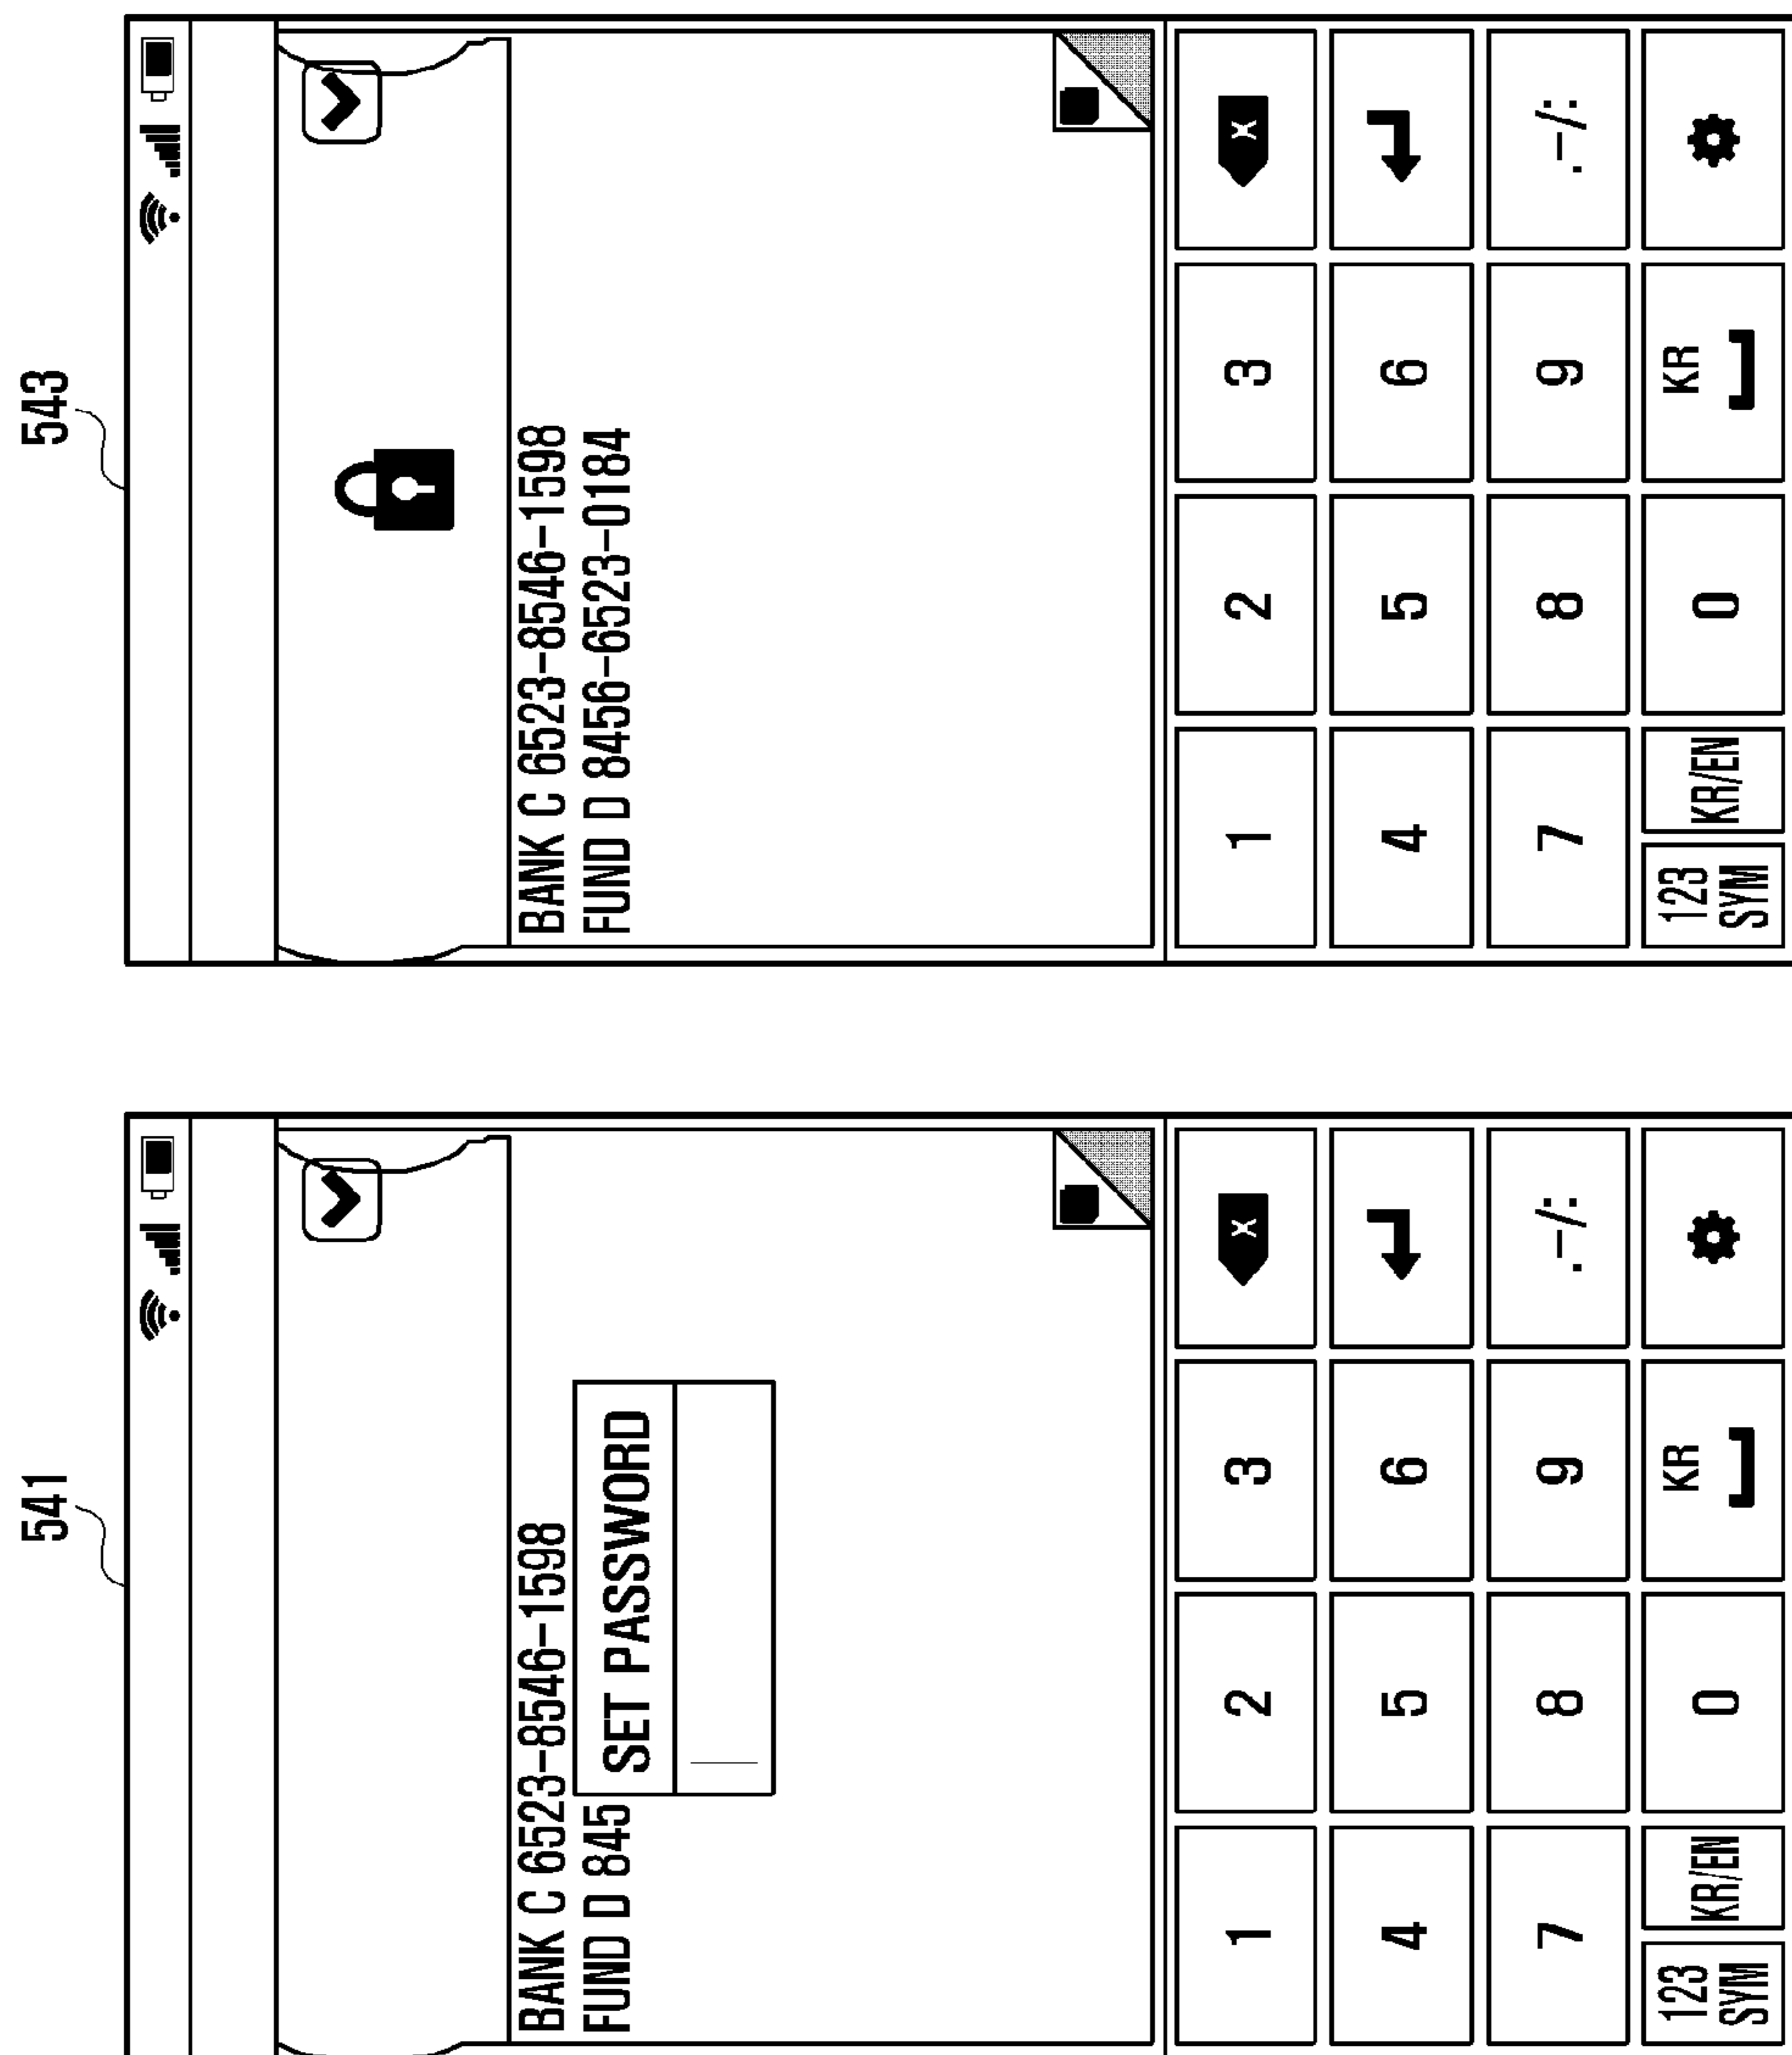 541
BANK C 6523-8546-1598
FUND D 845
SET PASSWORD
1
2
3
4
5
6
7
8
9
.-/:
123
SYM
KR/EN
0
KR
543
BANK C 6523-8546-1598
FUND D 8456-6523-0184
1
2
3
4
5
6
7
8
9
.-/:
123
SYM
KR/EN
0
KR